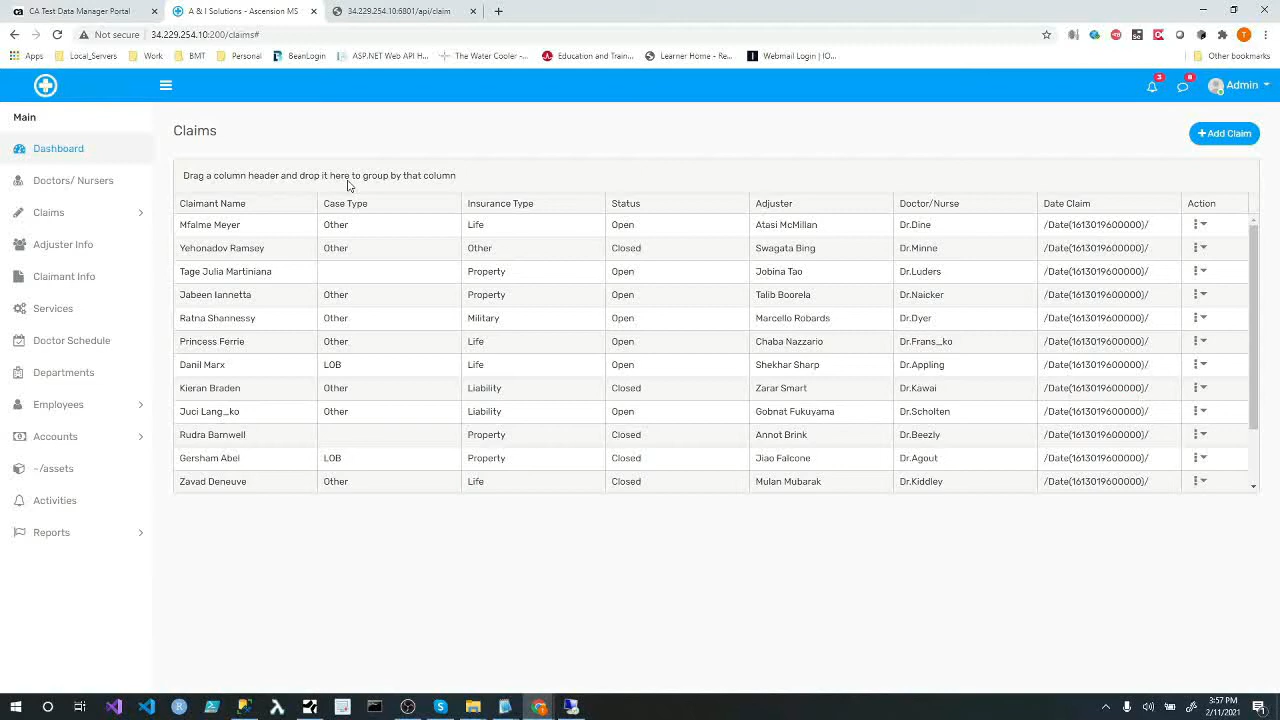 CA Test Data Manager Portal
A & I Solutions - Ascension MS
34.229.254.10:6801/api/claim
Not secure
34.229.254.10:200/claims#
Apps
Local_Servers
Work
BMT
Personal
BeanLogin
ASP.NET Web API H...
The Water Cooler -...
Education and Train...
Learner Home - Re...
Webmail Login | IO...
Other bookmarks
3
8
Admin
Main
Dashboard
Doctors/ Nursers
Claims
Adjuster Info
Claimant Info
Services
Doctor Schedule
Departments
Employees
Accounts
~/assets
Activities
Reports
Claims
+Add Claim
Drag a column header and drop it here to group by that column
Claimant Name Case Type Insurance Type Status Adjuster Doctor/Nurse Date Claim Action
Mfalme Meyer Other Life Open Atasi McMillan Dr.Dine /Date(1613019600000)/
Yehonadov Ramsey Other Other Closed Swagata Bing Dr.Minne /Date(1613019600000)/
Tage Julia Martiniana Property Open Jobina Tao Dr.Luders /Date(1613019600000)/
Jabeen Iannetta Other Property Open Talib Boorela Dr.Naicker /Date(1613019600000)/
Ratna Shannessy Other Military Open Marcello Robards Dr.Dyer /Date(1613019600000)/
Princess Ferrie Other Life Open Chaba Nazzario Dr.Frans_ko /Date(1613019600000)/
Danil Marx LOB Life Open Shekhar Sharp Dr.Appling /Date(1613019600000)/
Kieran Braden Other Liability Closed Zarar Smart Dr.Kawai /Date(1613019600000)/
Juci Lang_ko Other Liability Open Gobnat Fukuyama Dr.Scholten /Date(1613019600000)/
Rudra Barnwell Property Closed Annot Brink Dr.Beezly /Date(1613019600000)/
Gersham Abel LOB Property Closed Jiao Falcone Dr.Agout /Date(1613019600000)/
Zavad Deneuve Other Life Closed Mulan Mubarak Dr.Kiddley /Date(1613019600000)/
3:57 PM
2/11/2021